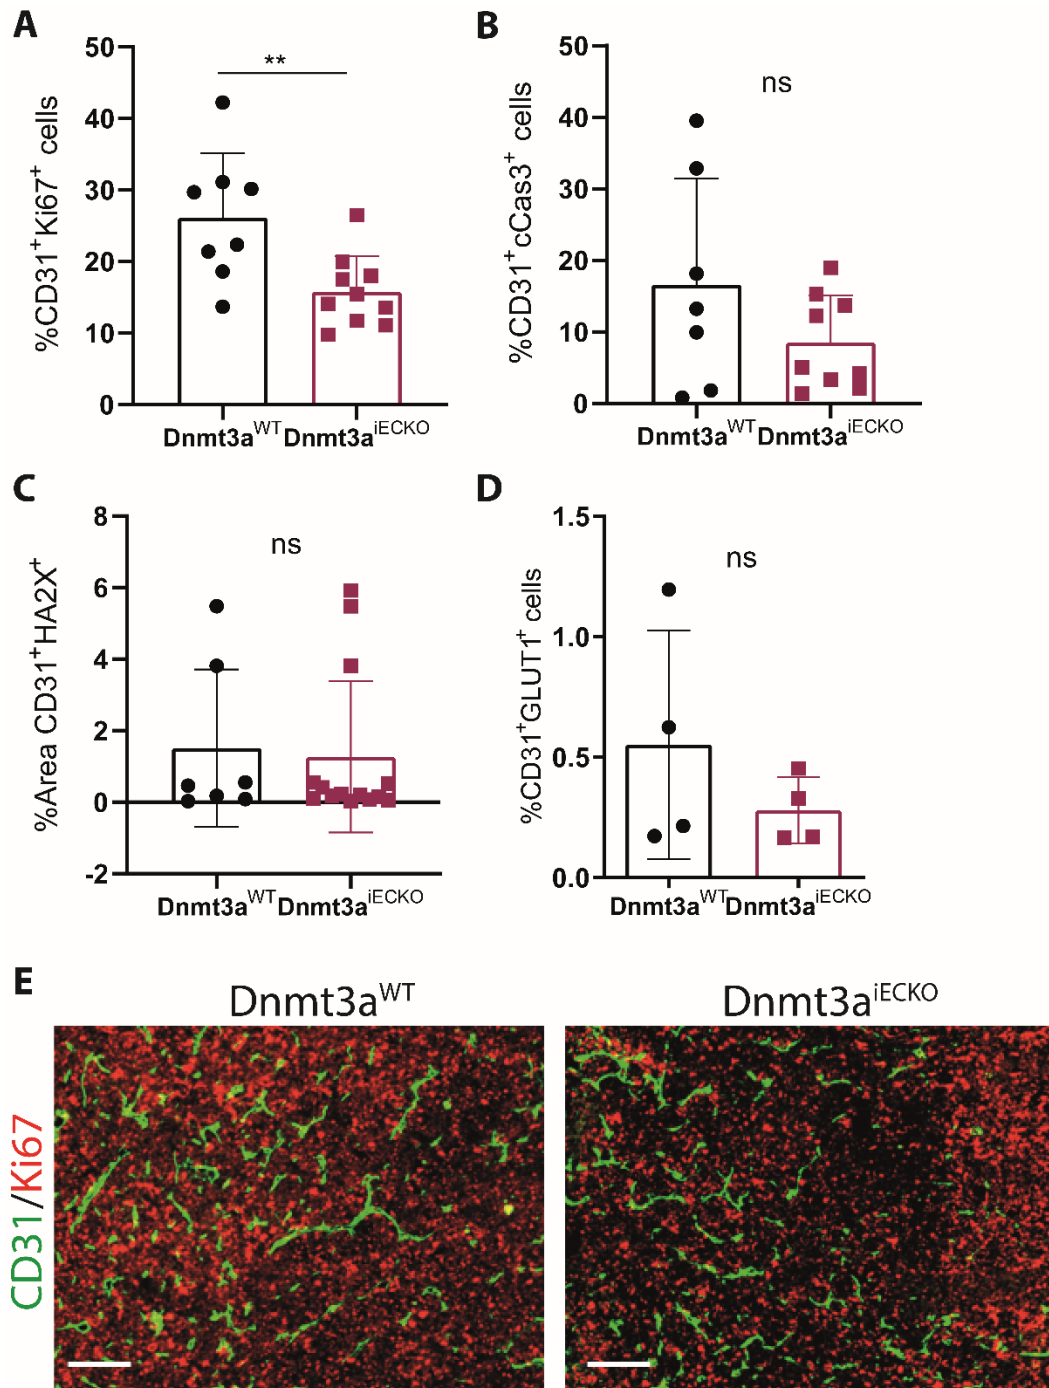 A
%CD31⁺Ki67⁺ cells
50
40
30
20
10
0
**
Dnmt3aᵂᵀ Dnmt3aⁱᴱᶜᴷᴼ
B
%CD31⁺cCas3⁺ cells
50
40
30
20
10
0
ns
Dnmt3aᵂᵀ Dnmt3aⁱᴱᶜᴷᴼ
C
%Area CD31⁺HA2X⁺
8
6
4
2
0
-2
ns
Dnmt3aᵂᵀ Dnmt3aⁱᴱᶜᴷᴼ
D
%CD31⁺GLUT1⁺ cells
1.5
1.0
0.5
0.0
ns
Dnmt3aᵂᵀ Dnmt3aⁱᴱᶜᴷᴼ
E
Dnmt3aᵂᵀ
Dnmt3aⁱᴱᶜᴷᴼ
CD31/Ki67